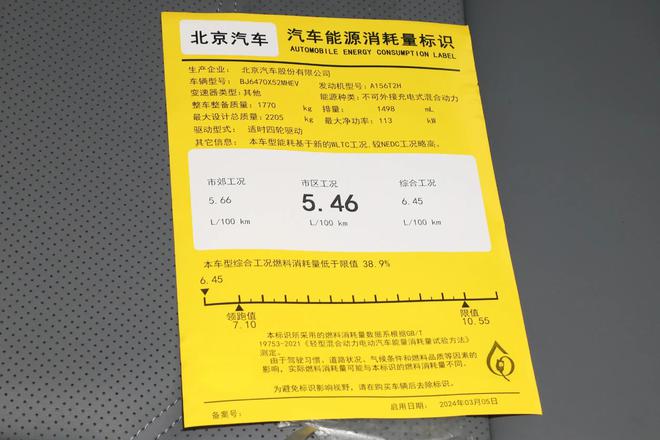 北京汽车
汽车能源消耗量标识
AUTOMOBILE ENERGY CONSUMPTION LABEL
生产企业: 北京汽车股份有限公司
车辆型号: BJ6470X52MHEV 发动机型号: A156T2H
变速器类型: 其他 能源种类: 不可外接充电式混合动力
整车整备质量: 1770 kg 排量: 1498 mL
最大设计总质量: 2205 kg 最大净功率: 113 kW
驱动型式: 适时四轮驱动
其它信息: 本车型能耗基于新的WLTC工况,较NEDC工况略高。
市郊工况 市区工况 综合工况
5.66 5.46 6.45
L/100 km L/100 km L/100 km
本车型综合工况燃料消耗量低于限值 38.9%
6.45
领跑值 限值
7.10 10.55
本标识所采用的燃料消耗量数据系根据GB/T
19753-2021《轻型混合动力电动汽车能量消耗量试验方法》
测定。
由于驾驶习惯、道路状况、气候条件和燃料品质等因素的
影响,实际燃料消耗量可能与本标识的燃料消耗量不同。
为避免标识影响视野,请在购买车辆后去除标识。
备案号: 启用日期: 2024年03月05日